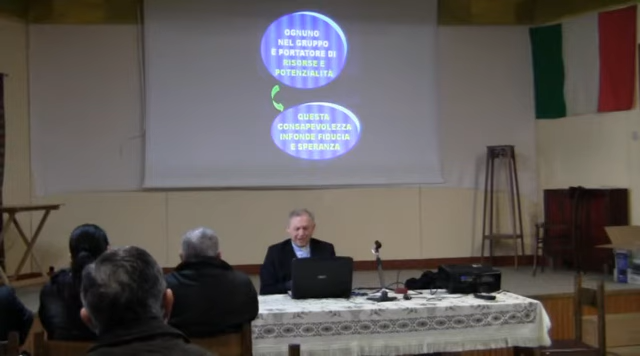 OGNUNO
NEL GRUPPO
È PORTATORE DI
RISORSE E
POTENZIALITÀ
QUESTA
CONSAPEVOLEZZA
INFONDE FIDUCIA
E SPERANZA